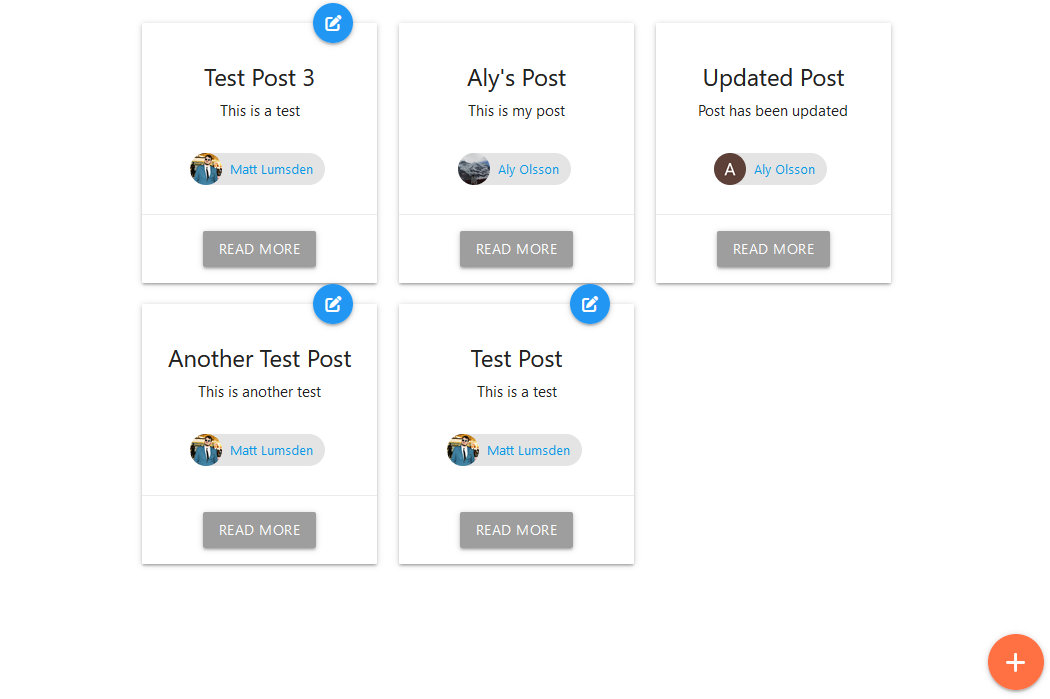 Test Post 3
This is a test
Matt Lumsden
READ MORE
Aly's Post
This is my post
Aly Olsson
READ MORE
Updated Post
Post has been updated
A
Aly Olsson
READ MORE
Another Test Post
This is another test
Matt Lumsden
READ MORE
Test Post
This is a test
Matt Lumsden
READ MORE